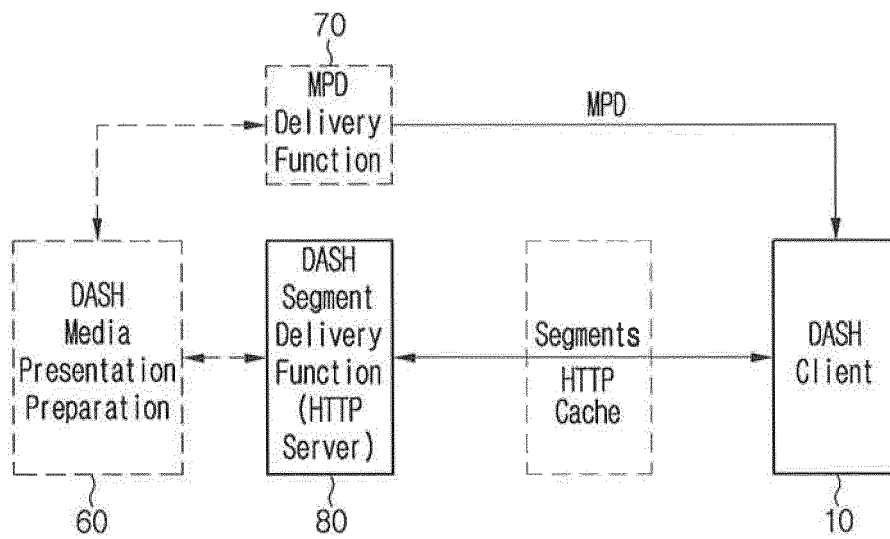 70
MPD
Delivery
Function
MPD
DASH
Media
Presentation
Preparation
DASH
Segment
Delivery
Function
(HTTP
Server)
Segments
HTTP
Cache
DASH
Client
60
80
10